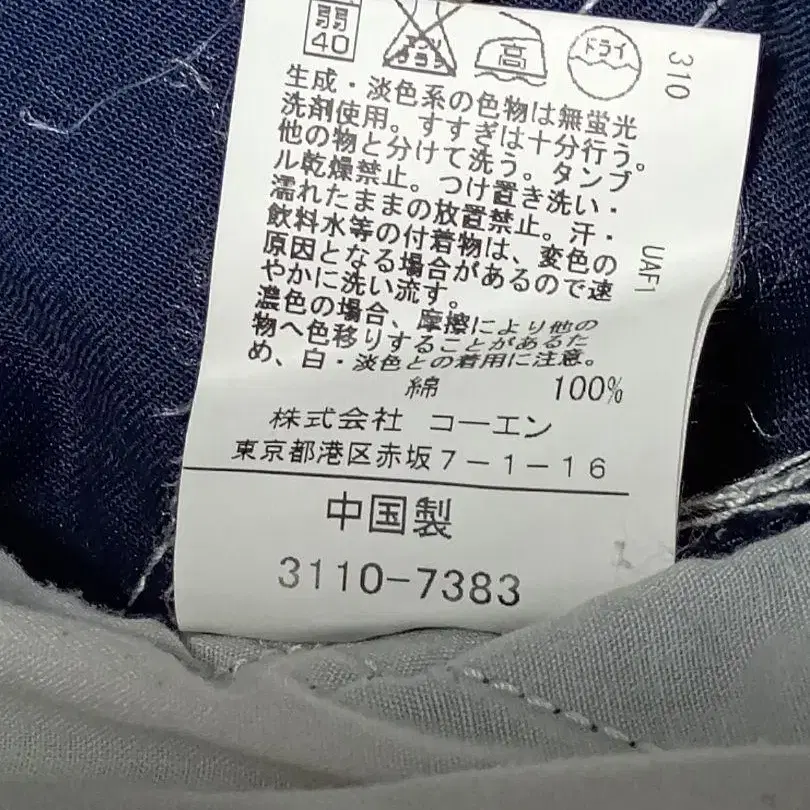 弱
40
エンソ
サラシ
高
ドライ
310
生成・淡色系の色物は無蛍光
洗剤使用。すすぎは十分行う。
他の物と分けて洗う。タンブ
ル乾燥禁止。つけ置き洗い・
濡れたままの放置禁止。汗・
飲料水等の付着物は、変色の
原因となる場合があるので速
やかに洗い流す。
濃色の場合、摩擦により他の
物へ色移りすることがあるた
め、白・淡色との着用に注意。
UAF1
綿 100%
株式会社 コーエン
東京都港区赤坂7-1-16
中国製
3110-7383